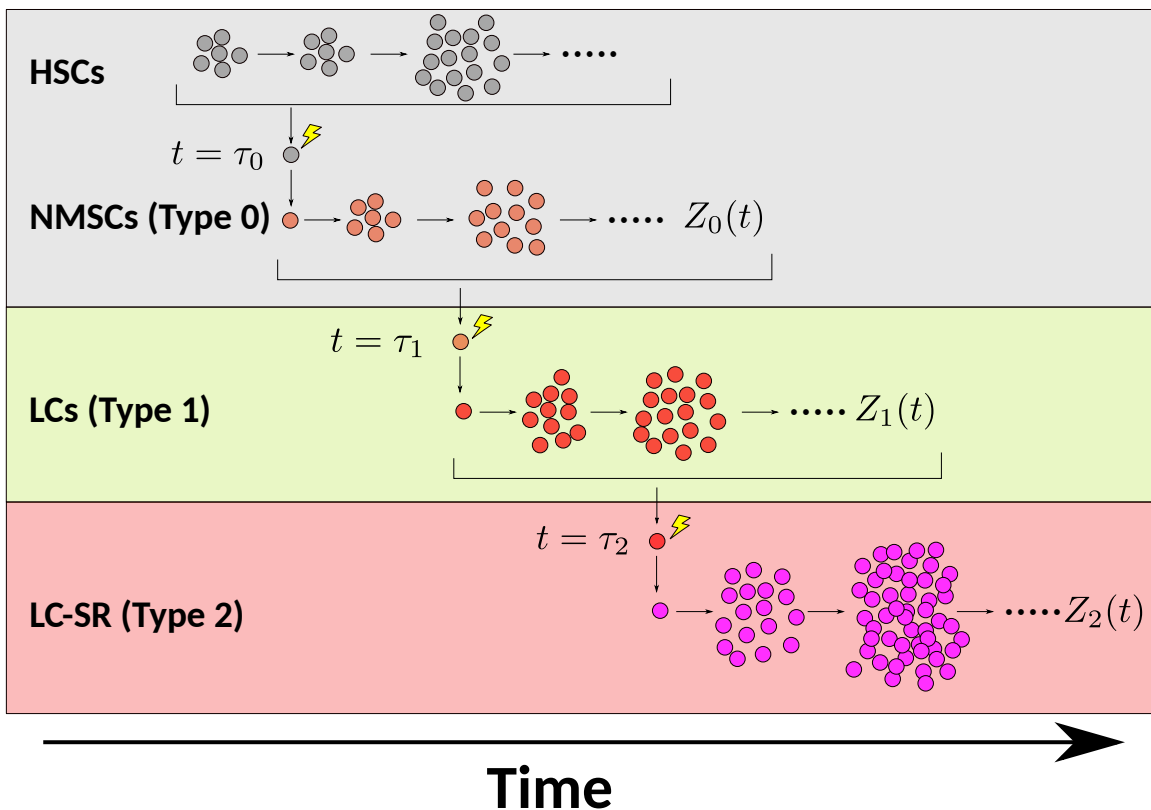 HSCs
.....
t = τ₀
NMSCs (Type 0)
..... Z₀(t)
t = τ₁
LCs (Type 1)
..... Z₁(t)
t = τ₂
LC-SR (Type 2)
..... Z₂(t)
Time